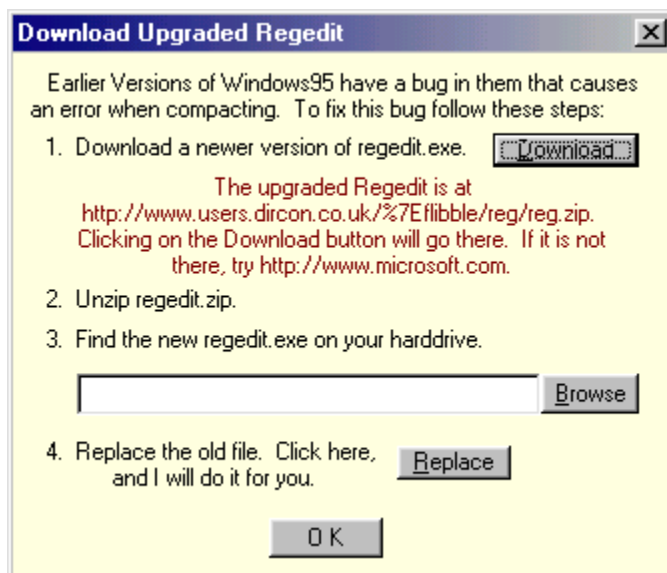 Download Upgraded Regedit
Earlier Versions of Windows95 have a bug in them that causes
an error when compacting. To fix this bug follow these steps:
1. Download a newer version of regedit.exe. Download
The upgraded Regedit is at
http://www.users.dircon.co.uk/%7Eflibble/reg/reg.zip.
Clicking on the Download button will go there. If it is not
there, try http://www.microsoft.com.
2. Unzip regedit.zip.
3. Find the new regedit.exe on your harddrive.
Browse
4. Replace the old file. Click here,
and I will do it for you.
Replace
O K